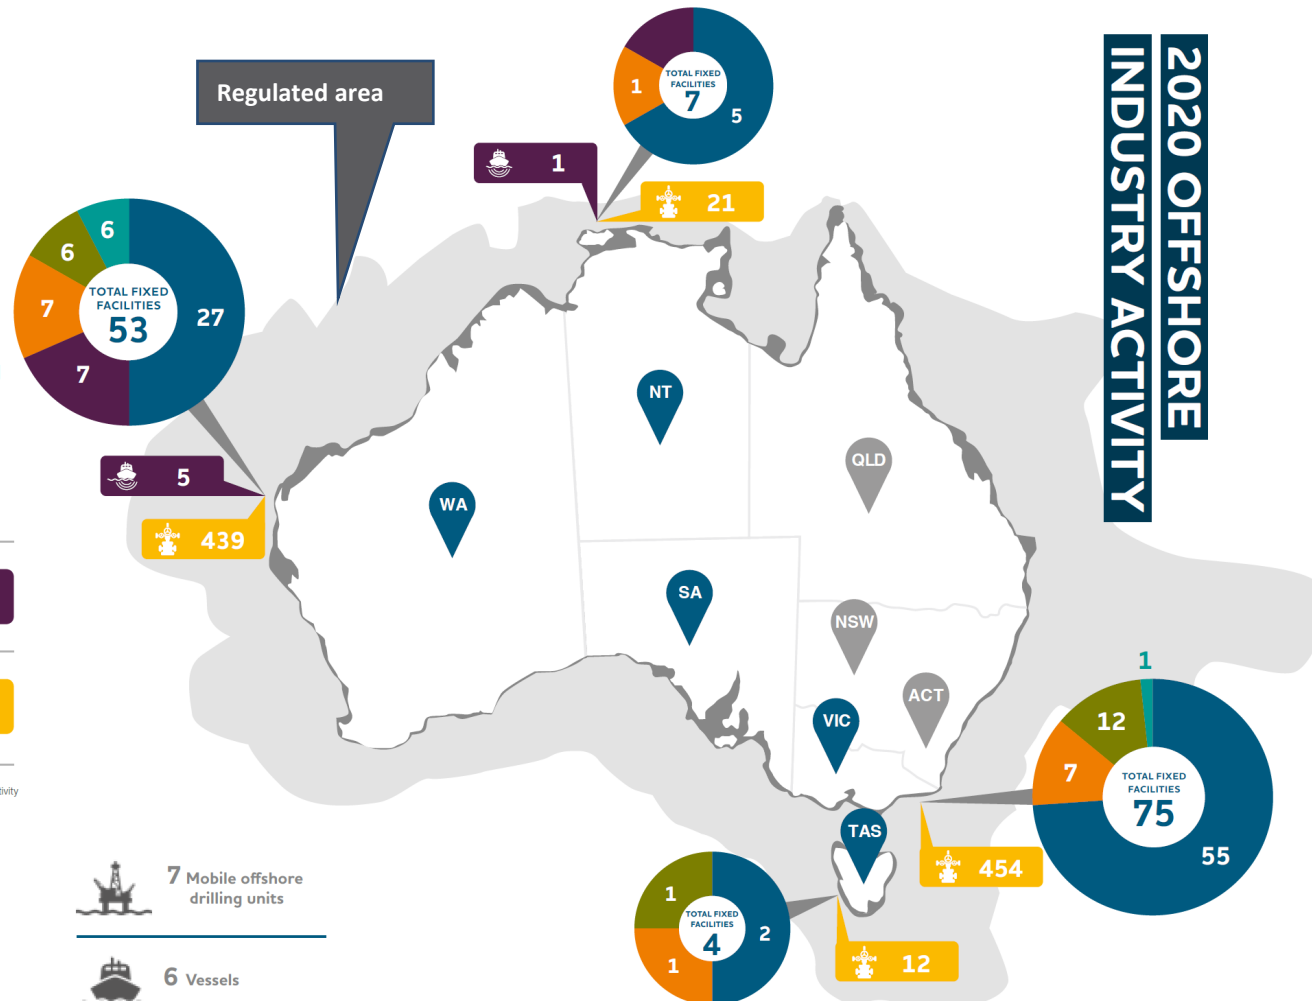 2020 OFFSHORE
INDUSTRY ACTIVITY
Regulated area
1
TOTAL FIXED
FACILITIES
7
5
1
21
6
6
7
7
27
TOTAL FIXED
FACILITIES
53
5
439
NT
QLD
WA
SA
NSW
ACT
VIC
TAS
1
12
7
55
TOTAL FIXED
FACILITIES
75
454
1
1
2
TOTAL FIXED
FACILITIES
4
12
tivity
7 Mobile offshore
drilling units
6 Vessels